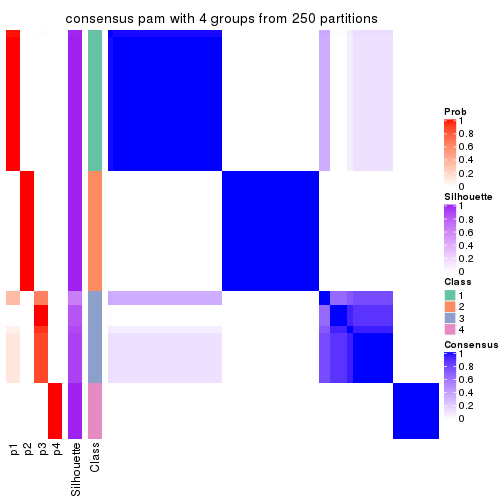 consensus pam with 4 groups from 250 partitions
Prob
1
0.8
0.6
0.4
0.2
0
Silhouette
1
0.8
0.6
0.4
0.2
0
Class
1
2
3
4
Consensus
1
0.8
0.6
0.4
0.2
0
p1
p2
p3
p4
Silhouette
Class